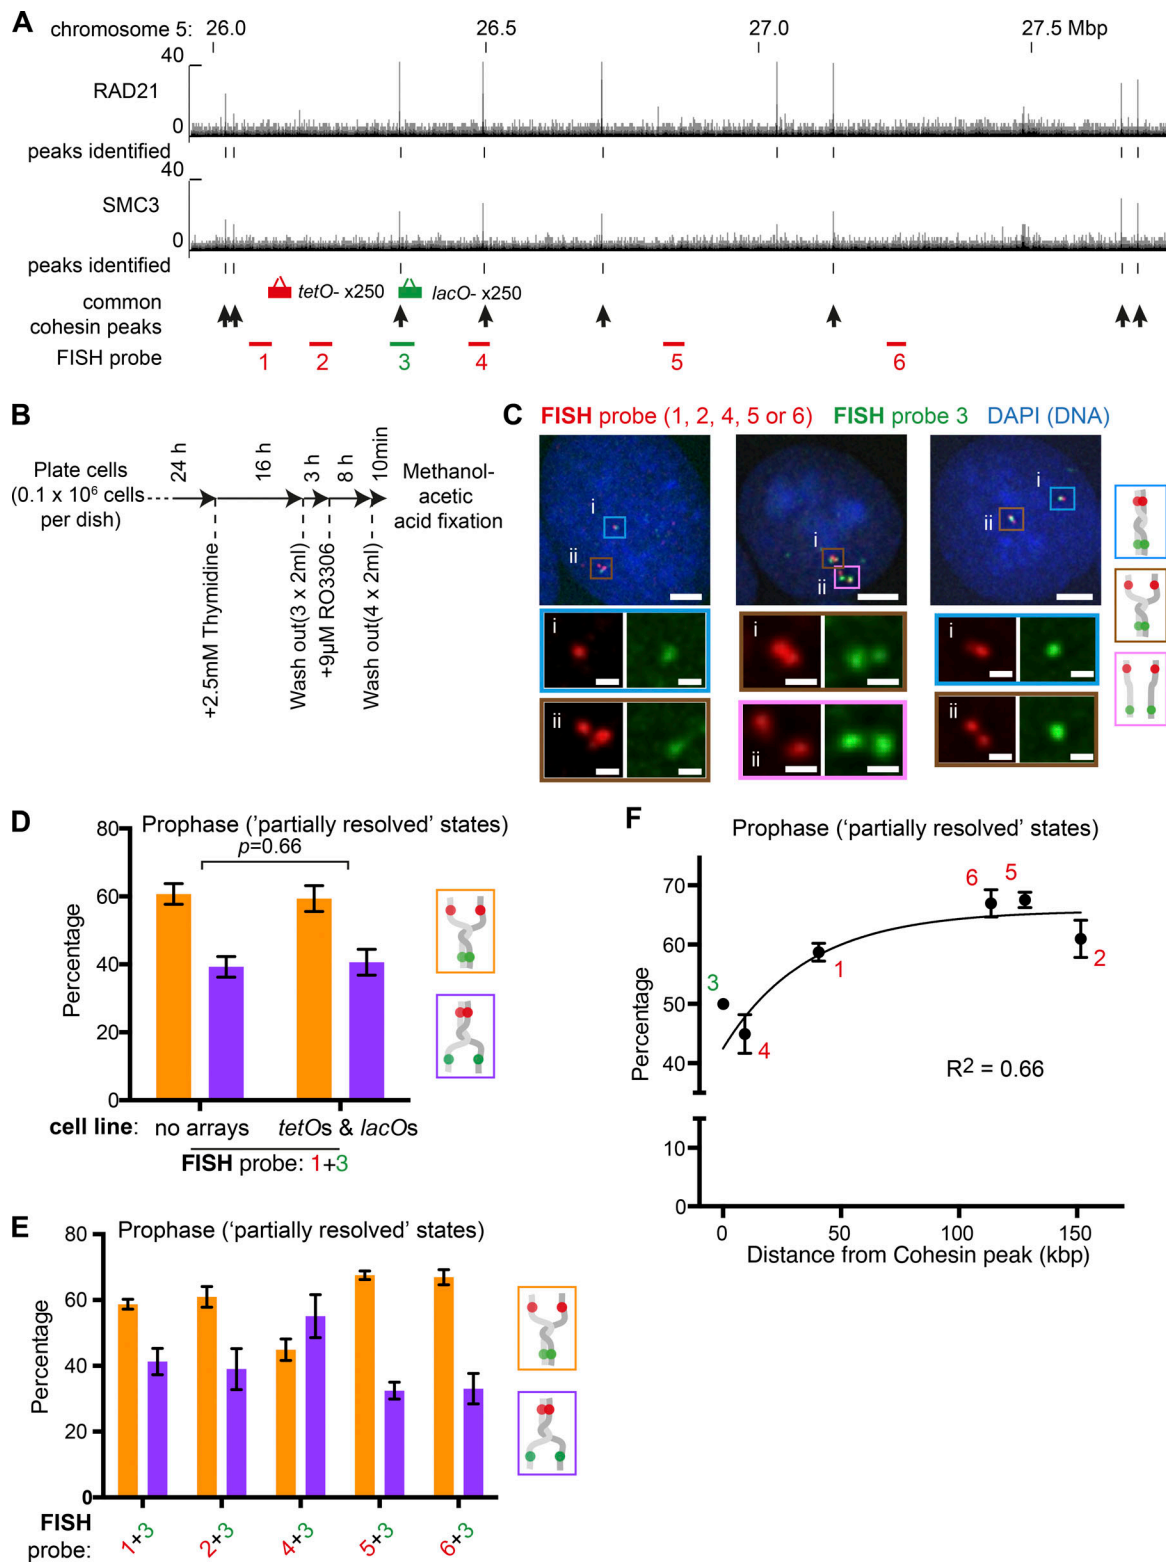 A
chromosome 5: 26.0 26.5 27.0 27.5 Mbp
40
RAD21
0
peaks identified
40
SMC3
0
peaks identified
tetO- x250 lacO- x250
common
cohesin peaks
FISH probe 1 2 3 4 5 6
B
24 h 16 h 3 h 8 h 10min
Plate cells
(0.1 x 10⁶ cells
per dish)
Methanol-
acetic
acid fixation
+2.5mM Thymidine
Wash out(3 x 2ml)
+9μM RO3306
Wash out(4 x 2ml)
C FISH probe (1, 2, 4, 5 or 6) FISH probe 3 DAPI (DNA)
i
ii
i
ii
i
ii
i
i
i
ii
ii
ii
D
Prophase ('partially resolved' states)
p=0.66
Percentage
80
60
40
20
0
cell line: no arrays tetOs & lacOs
FISH probe: 1+3
E
Prophase ('partially resolved' states)
Percentage
80
60
40
20
0
FISH
probe:
1+3 2+3 4+3 5+3 6+3
F
Prophase ('partially resolved' states)
Percentage
70
60
50
40
10
0
3
4
1
6
5
2
R² = 0.66
0 50 100 150
Distance from Cohesin peak (kbp)